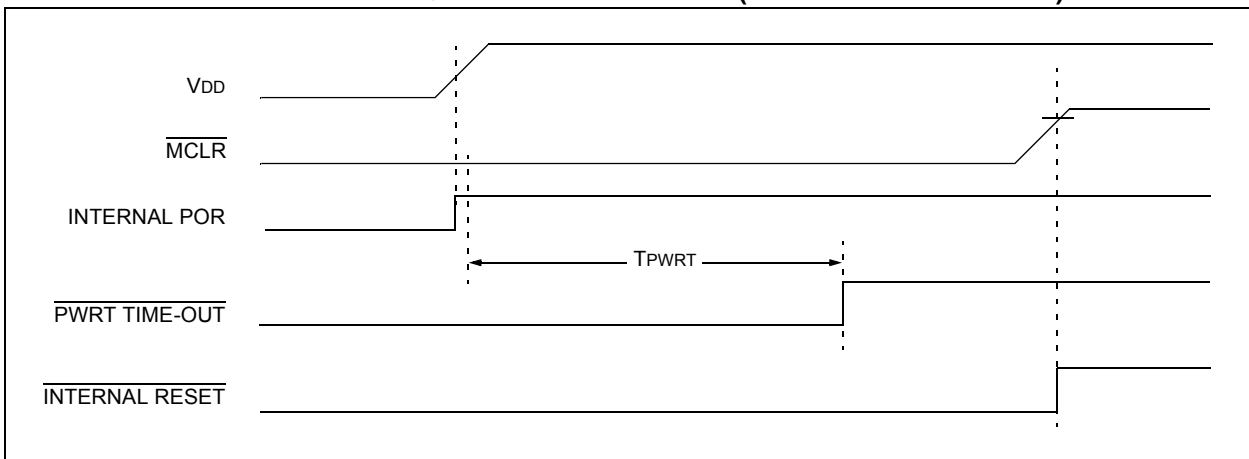 VDD
MCLR
INTERNAL POR
TPWRT
PWRT TIME-OUT
INTERNAL RESET